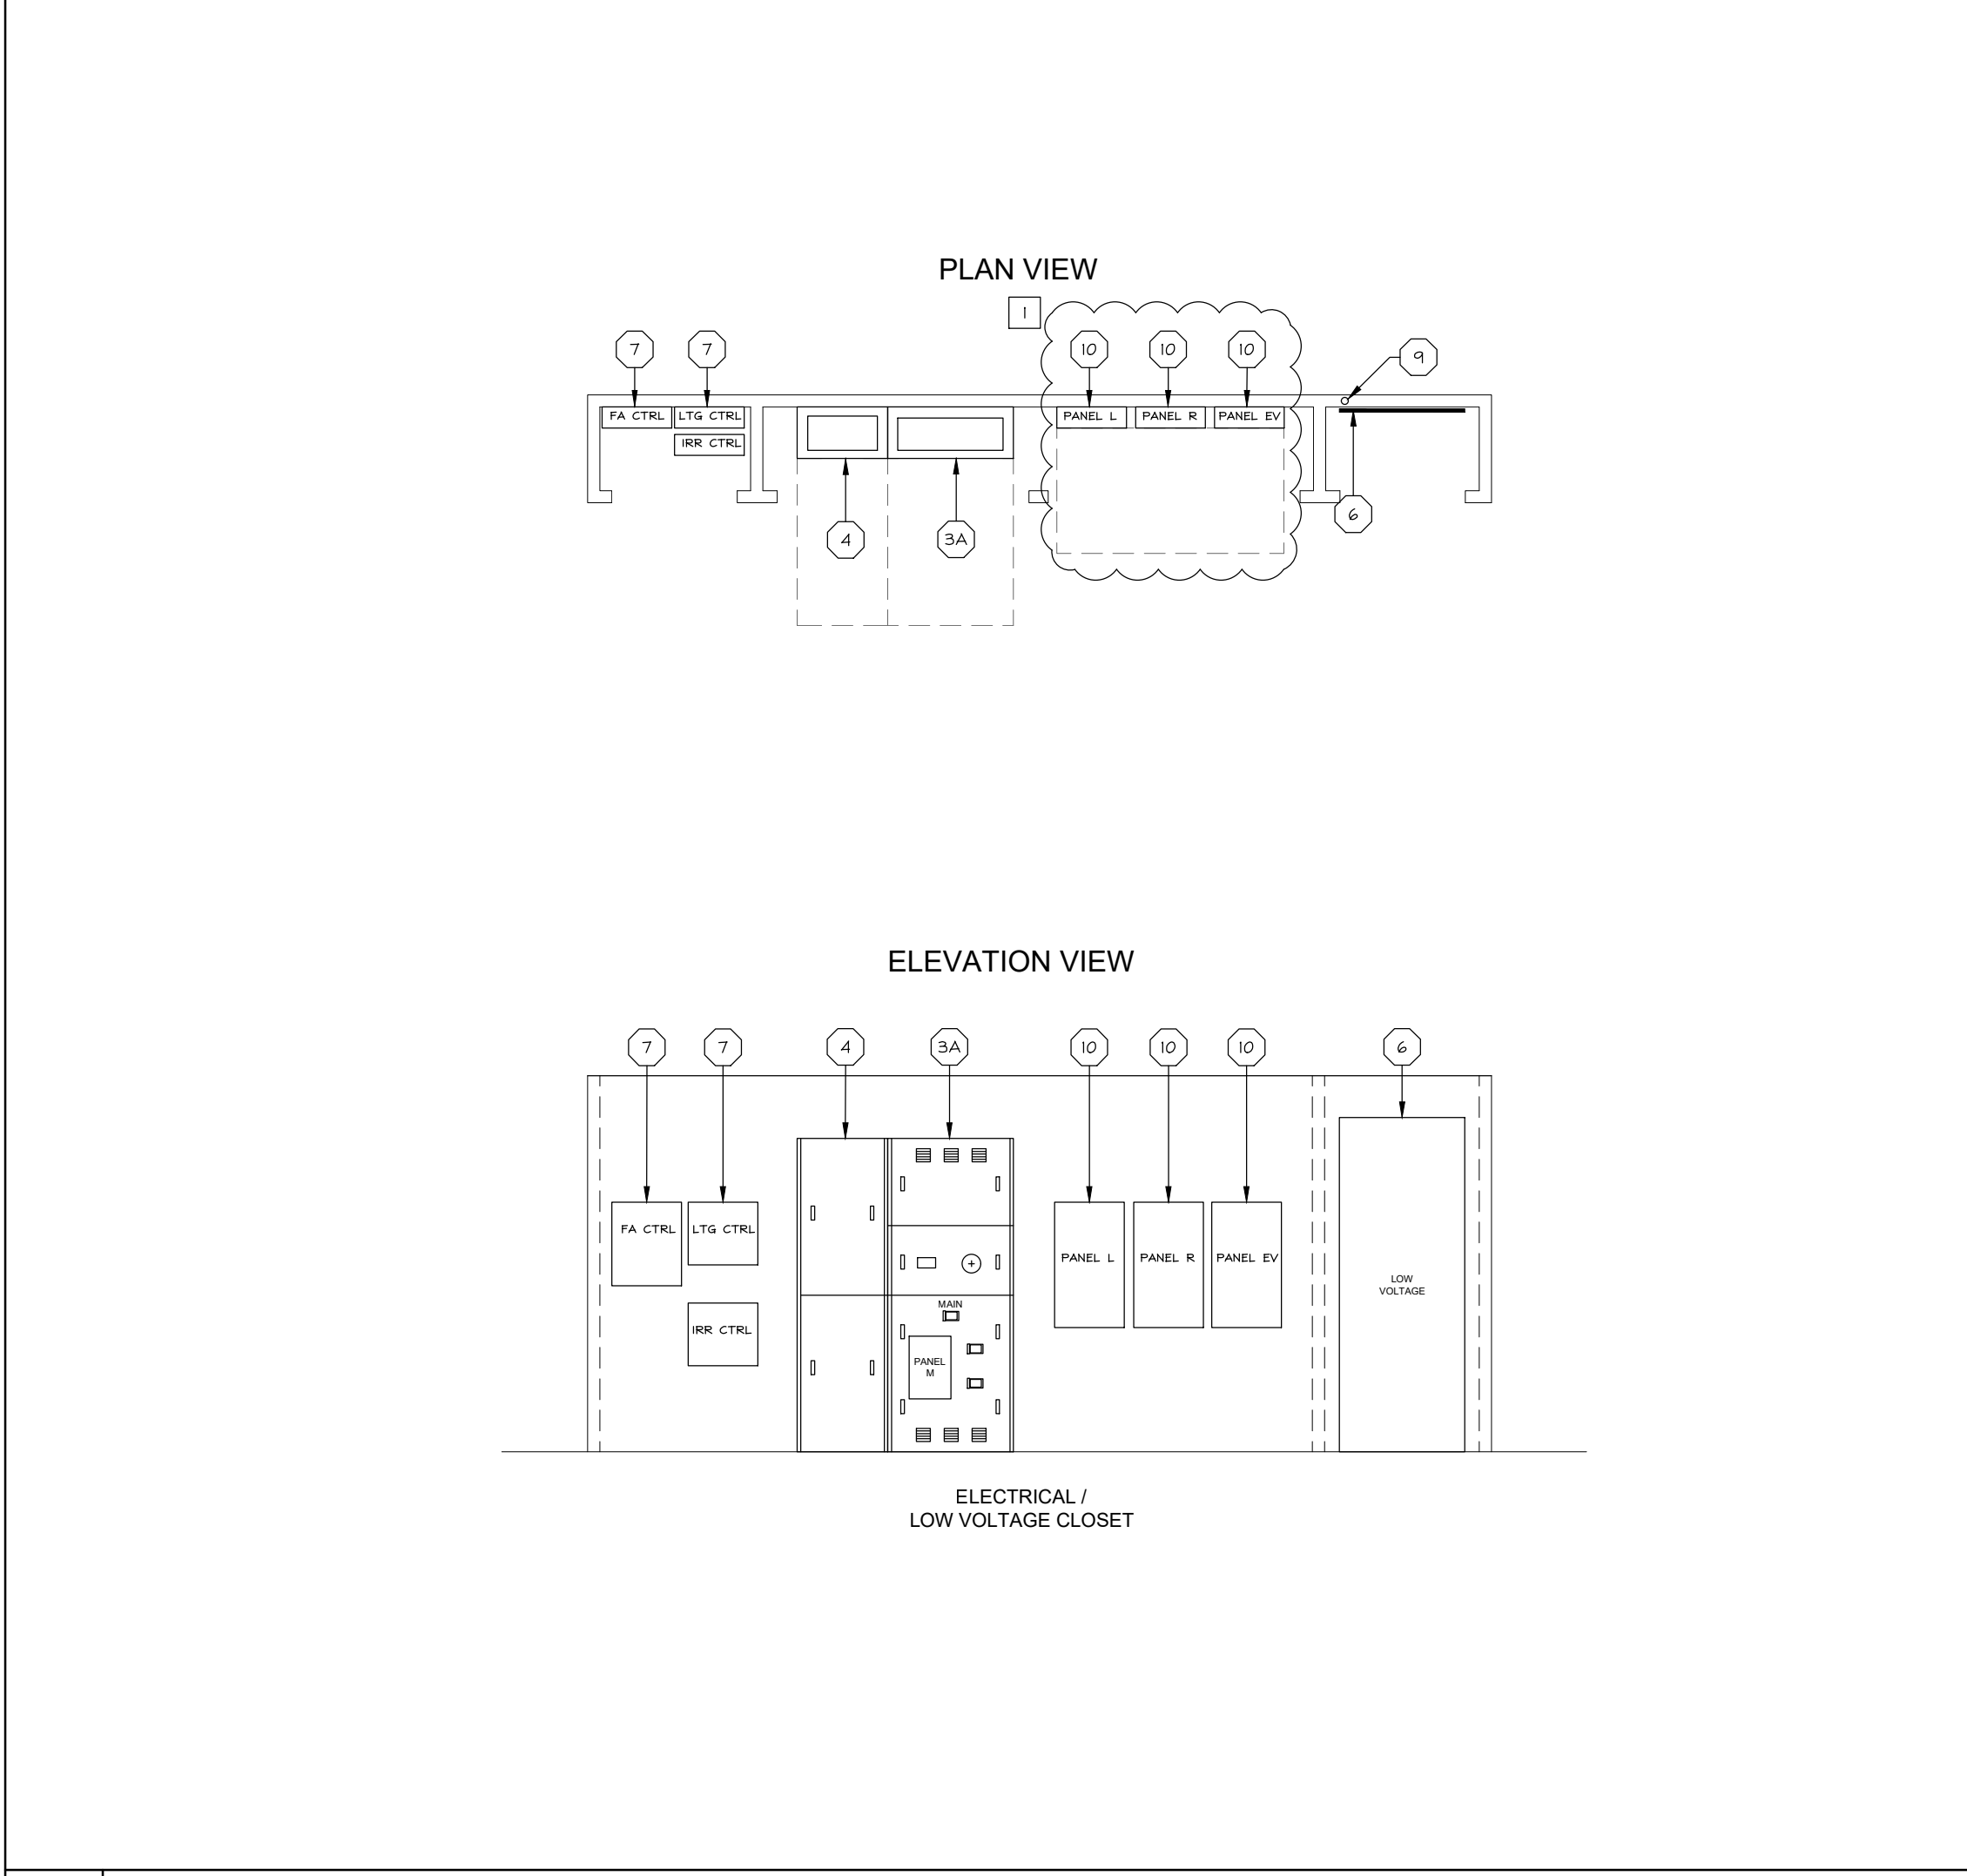 PLAN VIEW
1
7 7 10 10 10 9
FA CTRL LTG CTRL PANEL L PANEL R PANEL EV
IRR CTRL
6
4 3A
ELEVATION VIEW
7 7 4 3A 10 10 10 6
FA CTRL LTG CTRL
PANEL L PANEL R PANEL EV
LOW
VOLTAGE
MAIN
IRR CTRL
PANEL
M
ELECTRICAL /
LOW VOLTAGE CLOSET